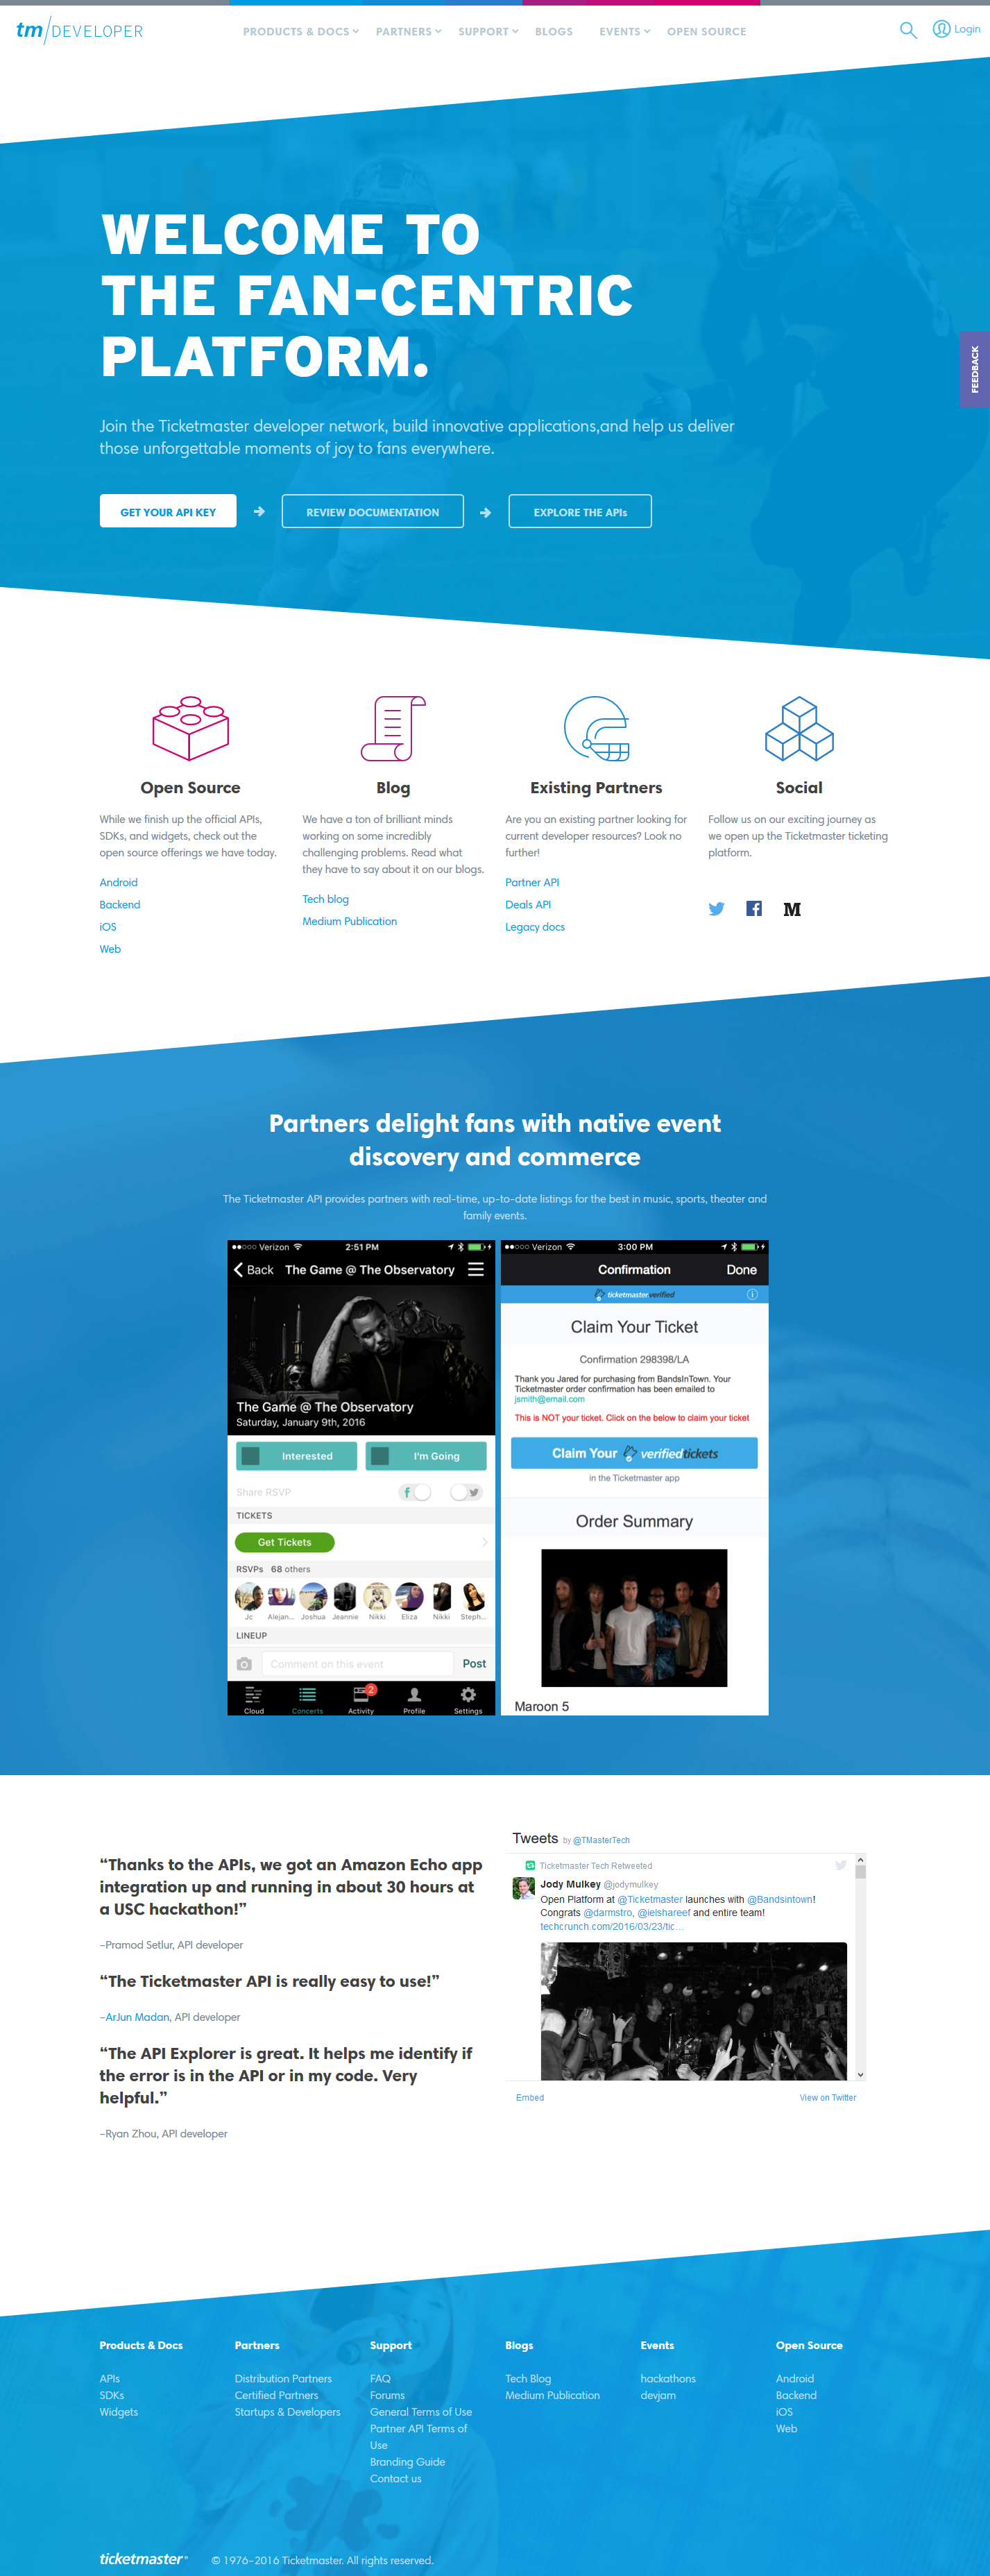 tm/DEVELOPER
PRODUCTS & DOCS
PARTNERS
SUPPORT
BLOGS
EVENTS
OPEN SOURCE
Login
WELCOME TO
THE FAN-CENTRIC
PLATFORM.
FEEDBACK
Join the Ticketmaster developer network, build innovative applications,and help us deliver
those unforgettable moments of joy to fans everywhere.
GET YOUR API KEY
REVIEW DOCUMENTATION
EXPLORE THE APIs
Open Source
While we finish up the official APIs,
SDKs, and widgets, check out the
open source offerings we have today.
Android
Backend
iOS
Web
Blog
We have a ton of brilliant minds
working on some incredibly
challenging problems. Read what
they have to say about it on our blogs.
Tech blog
Medium Publication
Existing Partners
Are you an existing partner looking for
current developer resources? Look no
further!
Partner API
Deals API
Legacy docs
Social
Follow us on our exciting journey as
we open up the Ticketmaster ticketing
platform.
M
Partners delight fans with native event
discovery and commerce
The Ticketmaster API provides partners with real-time, up-to-date listings for the best in music, sports, theater and
family events.
Verizon 2:51 PM
Back The Game @ The Observatory
The Game @ The Observatory
Saturday, January 9th, 2016
Interested
I'm Going
Share RSVP
TICKETS
Get Tickets
RSVPs 68 others
Jc Alejan... Joshua Jeannie Nikki Eliza Nikki Steph...
LINEUP
Comment on this event
Post
2
Cloud Concerts Activity Profile Settings
Verizon 3:00 PM
Confirmation Done
ticketmaster verified
Claim Your Ticket
Confirmation 298398/LA
Thank you Jared for purchasing from BandsInTown. Your
Ticketmaster order confirmation has been emailed to
jsmith@email.com
This is NOT your ticket. Click on the below to claim your ticket
Claim Your verifiedtickets
in the Ticketmaster app
Order Summary
Maroon 5
“Thanks to the APIs, we got an Amazon Echo app
integration up and running in about 30 hours at
a USC hackathon!”
–Pramod Setlur, API developer
“The Ticketmaster API is really easy to use!”
–ArJun Madan, API developer
“The API Explorer is great. It helps me identify if
the error is in the API or in my code. Very
helpful.”
–Ryan Zhou, API developer
Tweets by @TMasterTech
Ticketmaster Tech Retweeted
Jody Mulkey @jodymulkey
Open Platform at @Ticketmaster launches with @Bandsintown!
Congrats @darmstro, @ielshareef and entire team!
techcrunch.com/2016/03/23/tic…
Embed
View on Twitter
Products & Docs
APIs
SDKs
Widgets
Partners
Distribution Partners
Certified Partners
Startups & Developers
Support
FAQ
Forums
General Terms of Use
Partner API Terms of
Use
Branding Guide
Contact us
Blogs
Tech Blog
Medium Publication
Events
hackathons
devjam
Open Source
Android
Backend
iOS
Web
ticketmaster®
© 1976-2016 Ticketmaster. All rights reserved.